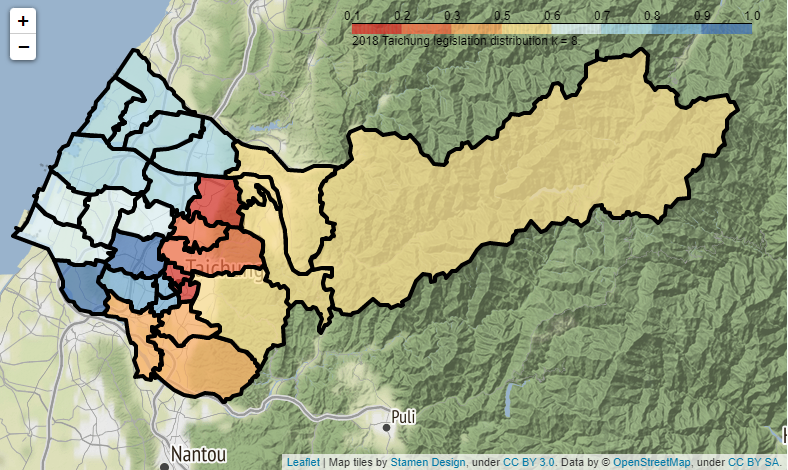 +
−
0.1 0.2 0.3 0.5 0.6 0.7 0.8 0.9 1.0
2018 Taichung legislation distribution k = 8.
Taichung
Puli
Nantou
Leaflet | Map tiles by Stamen Design, under CC BY 3.0. Data by © OpenStreetMap, under CC BY SA.